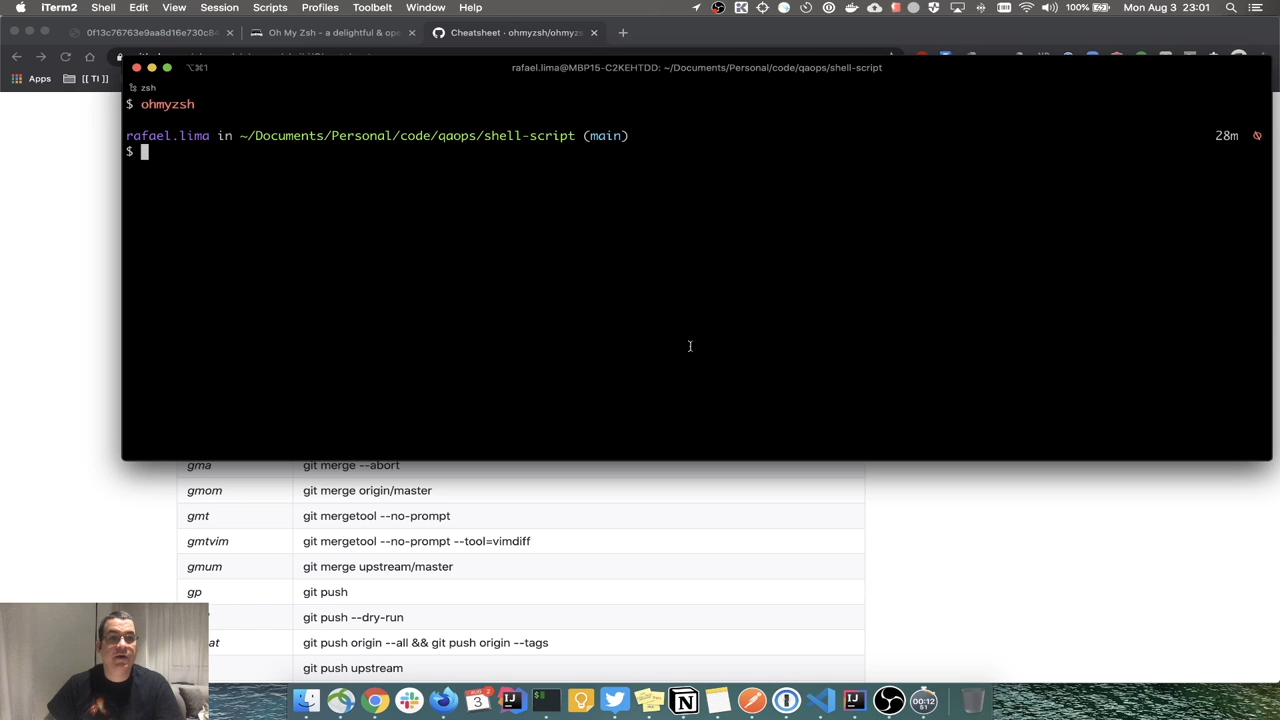 iTerm2 Shell Edit View Session Scripts Profiles Toolbelt Window Help 100% Mon Aug 3 23:01
0f13c76763e9aa8d16e730c84 Oh My Zsh - a delightful & ope Cheatsheet · ohmyzsh/ohmyzs
Apps [[ TI ]]
⌥⌘1 rafael.lima@MBP15-C2KEHTDD: ~/Documents/Personal/code/qaops/shell-script
zsh
$ ohmyzsh
rafael.lima in ~/Documents/Personal/code/qaops/shell-script (main) 28m
$
gma git merge --abort
gmom git merge origin/master
gmt git mergetool --no-prompt
gmtvim git mergetool --no-prompt --tool=vimdiff
gmum git merge upstream/master
gp git push
git push --dry-run
at git push origin --all && git push origin --tags
git push upstream